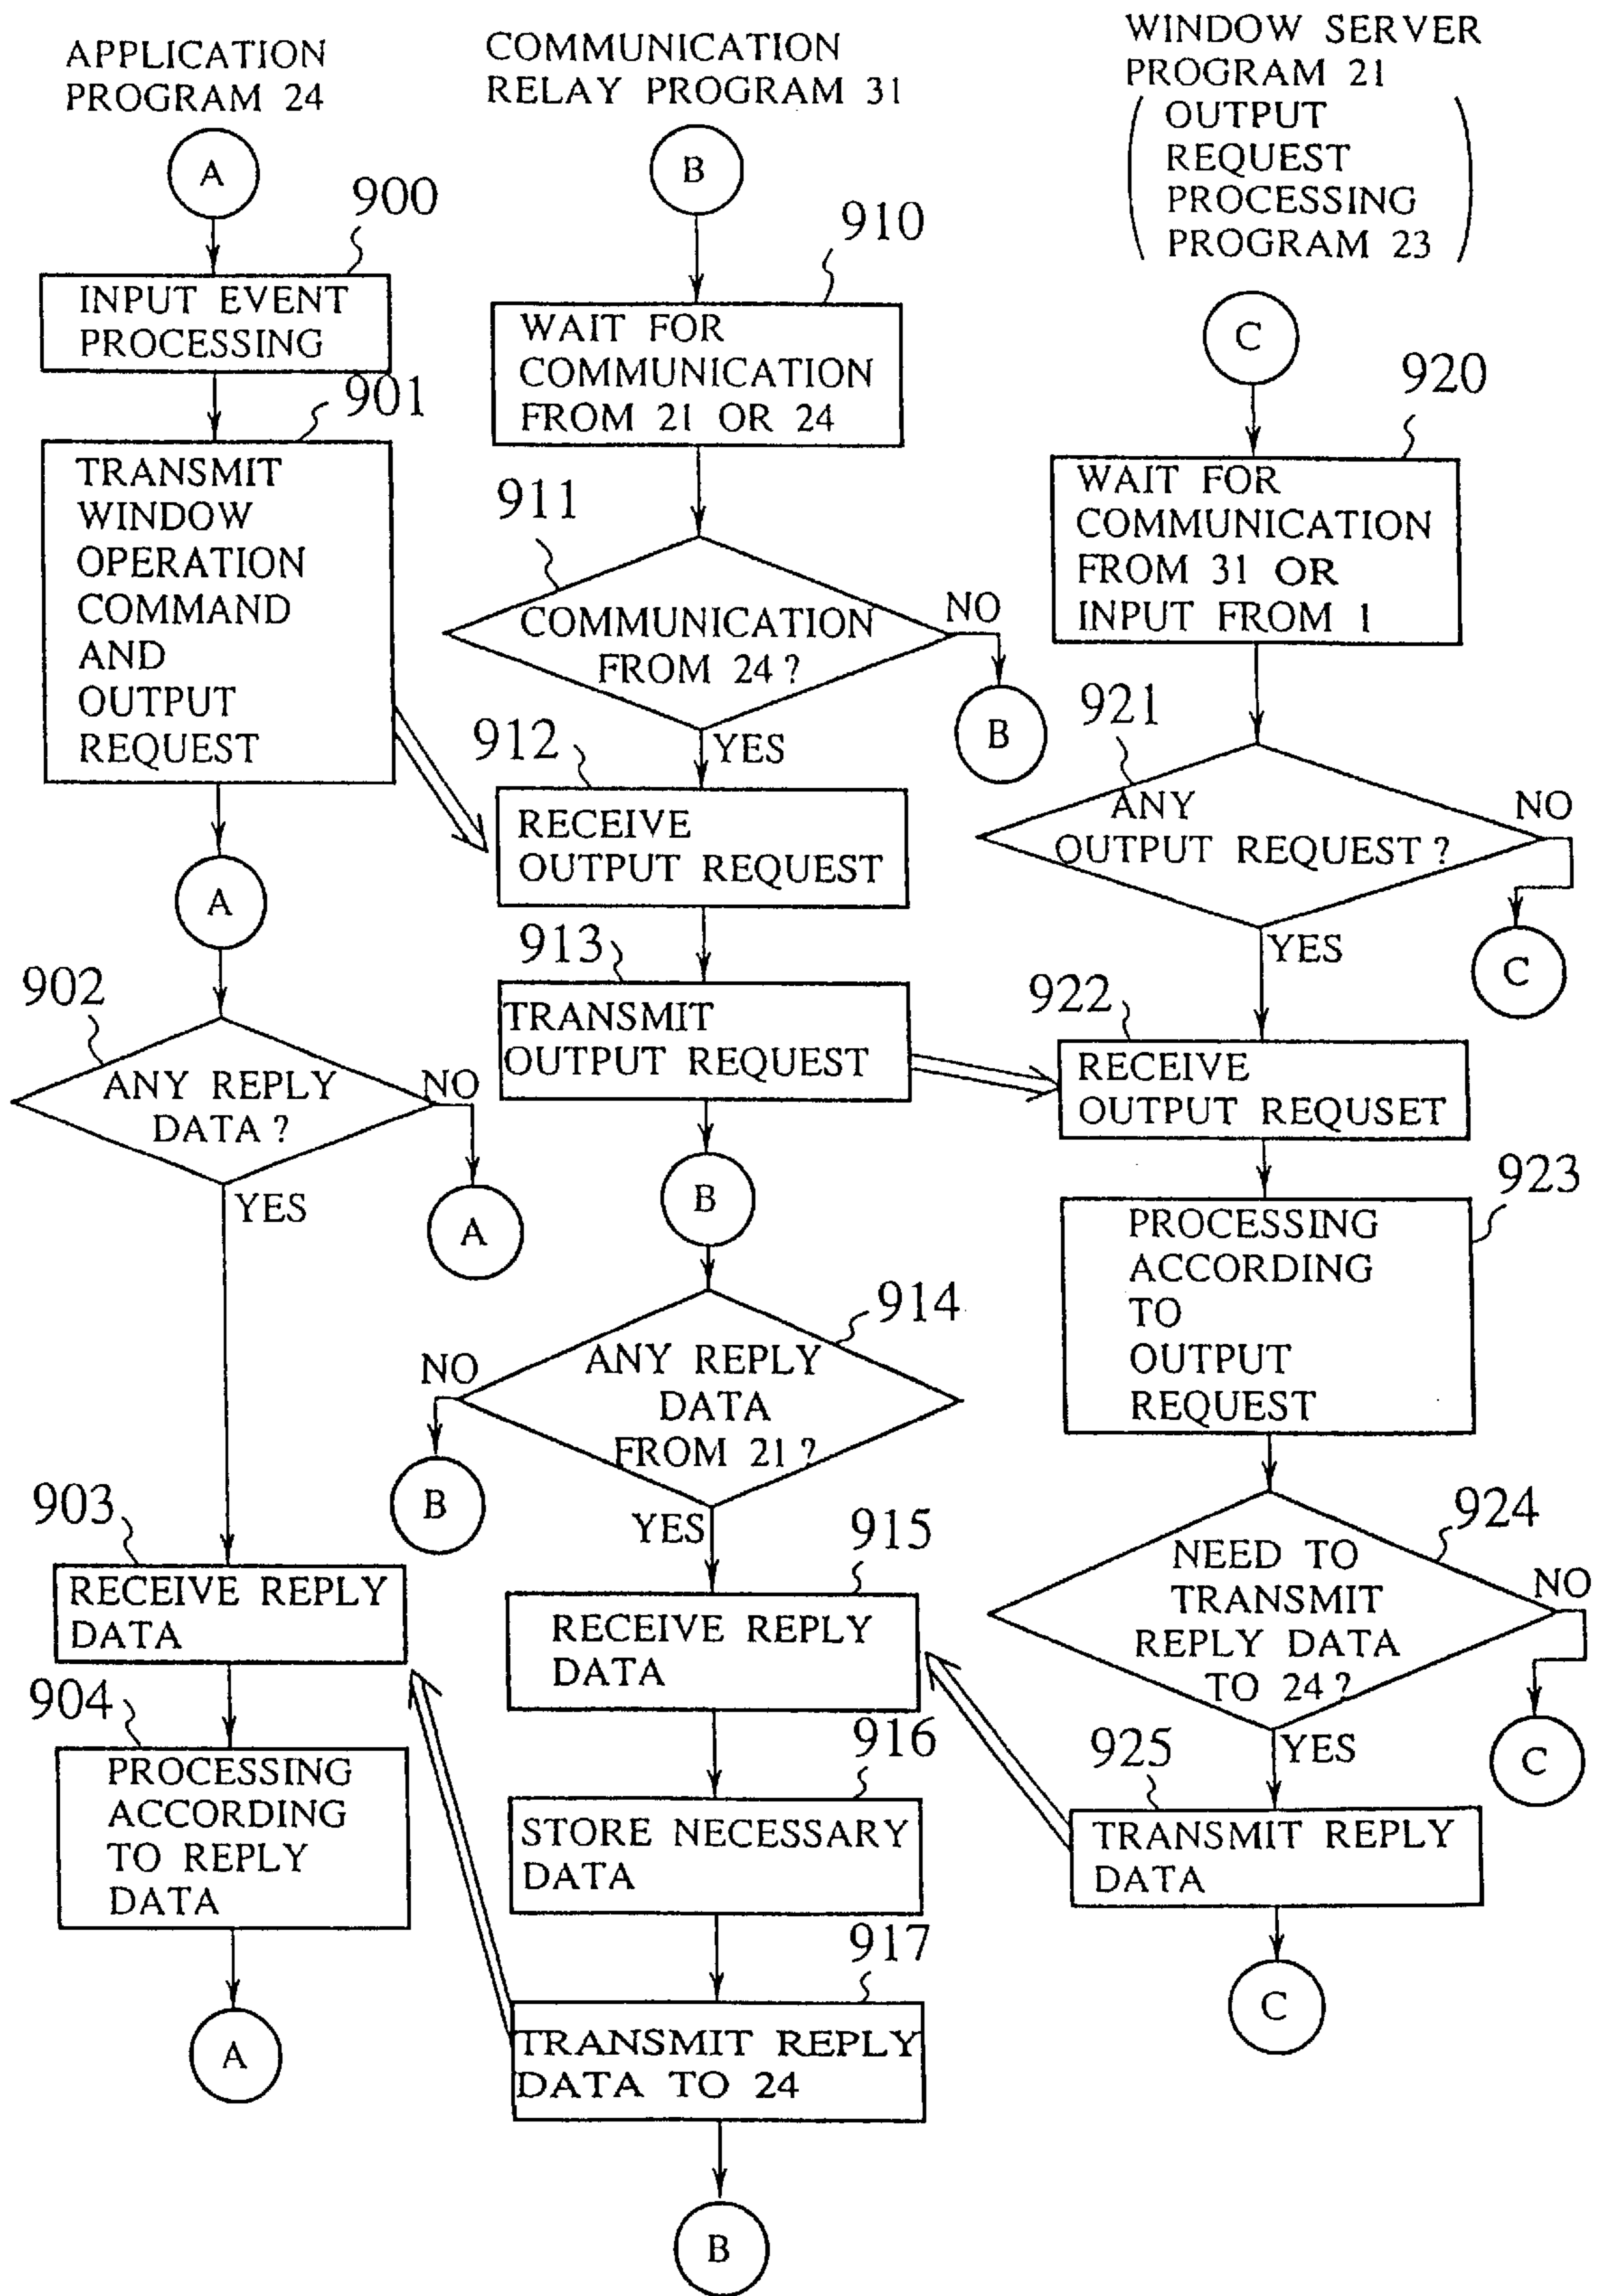 APPLICATION
PROGRAM 24
A
900
INPUT EVENT
PROCESSING
901
TRANSMIT
WINDOW
OPERATION
COMMAND
AND
OUTPUT
REQUEST
A
902
ANY REPLY
DATA?
NO
A
YES
903
RECEIVE REPLY
DATA
904
PROCESSING
ACCORDING
TO REPLY
DATA
A
COMMUNICATION
RELAY PROGRAM 31
B
910
WAIT FOR
COMMUNICATION
FROM 21 OR 24
911
COMMUNICATION
FROM 24?
NO
B
YES
912
RECEIVE
OUTPUT REQUEST
913
TRANSMIT
OUTPUT REQUEST
B
914
ANY REPLY
DATA
FROM 21?
NO
B
YES
915
RECEIVE REPLY
DATA
916
STORE NECESSARY
DATA
917
TRANSMIT REPLY
DATA TO 24
B
WINDOW SERVER
PROGRAM 21
OUTPUT
REQUEST
PROCESSING
PROGRAM 23
C
920
WAIT FOR
COMMUNICATION
FROM 31 OR
INPUT FROM 1
921
ANY
OUTPUT REQUEST?
NO
C
YES
922
RECEIVE
OUTPUT REQUSET
923
PROCESSING
ACCORDING
TO
OUTPUT
REQUEST
924
NEED TO
TRANSMIT
REPLY DATA
TO 24?
NO
C
YES
925
TRANSMIT REPLY
DATA
C